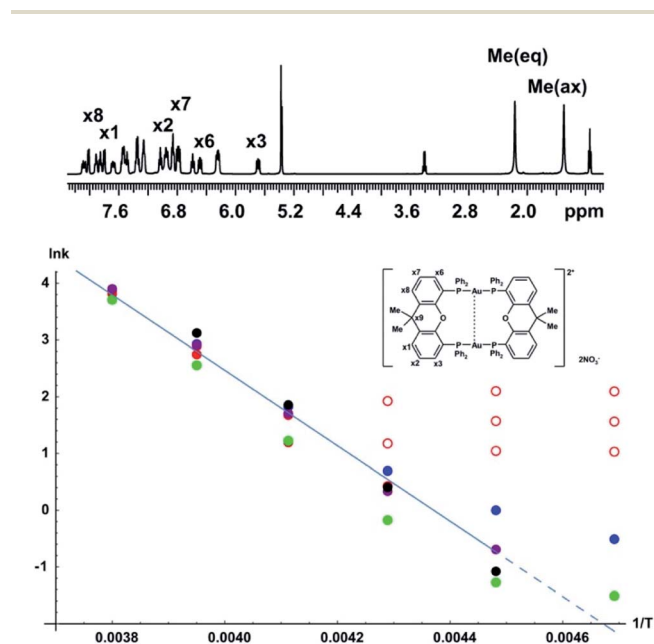 Me(eq)
Me(ax)
x8
x7
x1
x2
x6
x3
7.6 6.8 6.0 5.2 4.4 3.6 2.8 2.0 ppm
lnk
4
3
2
1
0
-1
0.0038 0.0040 0.0042 0.0044 0.0046 1/T
x7 x6
x8
Ph₂ Ph₂
P Au P
Me
Me
x9
O
O
Me
Me
x1
x2 x3
P Au P
Ph₂ Ph₂
2+
2NO₃⁻